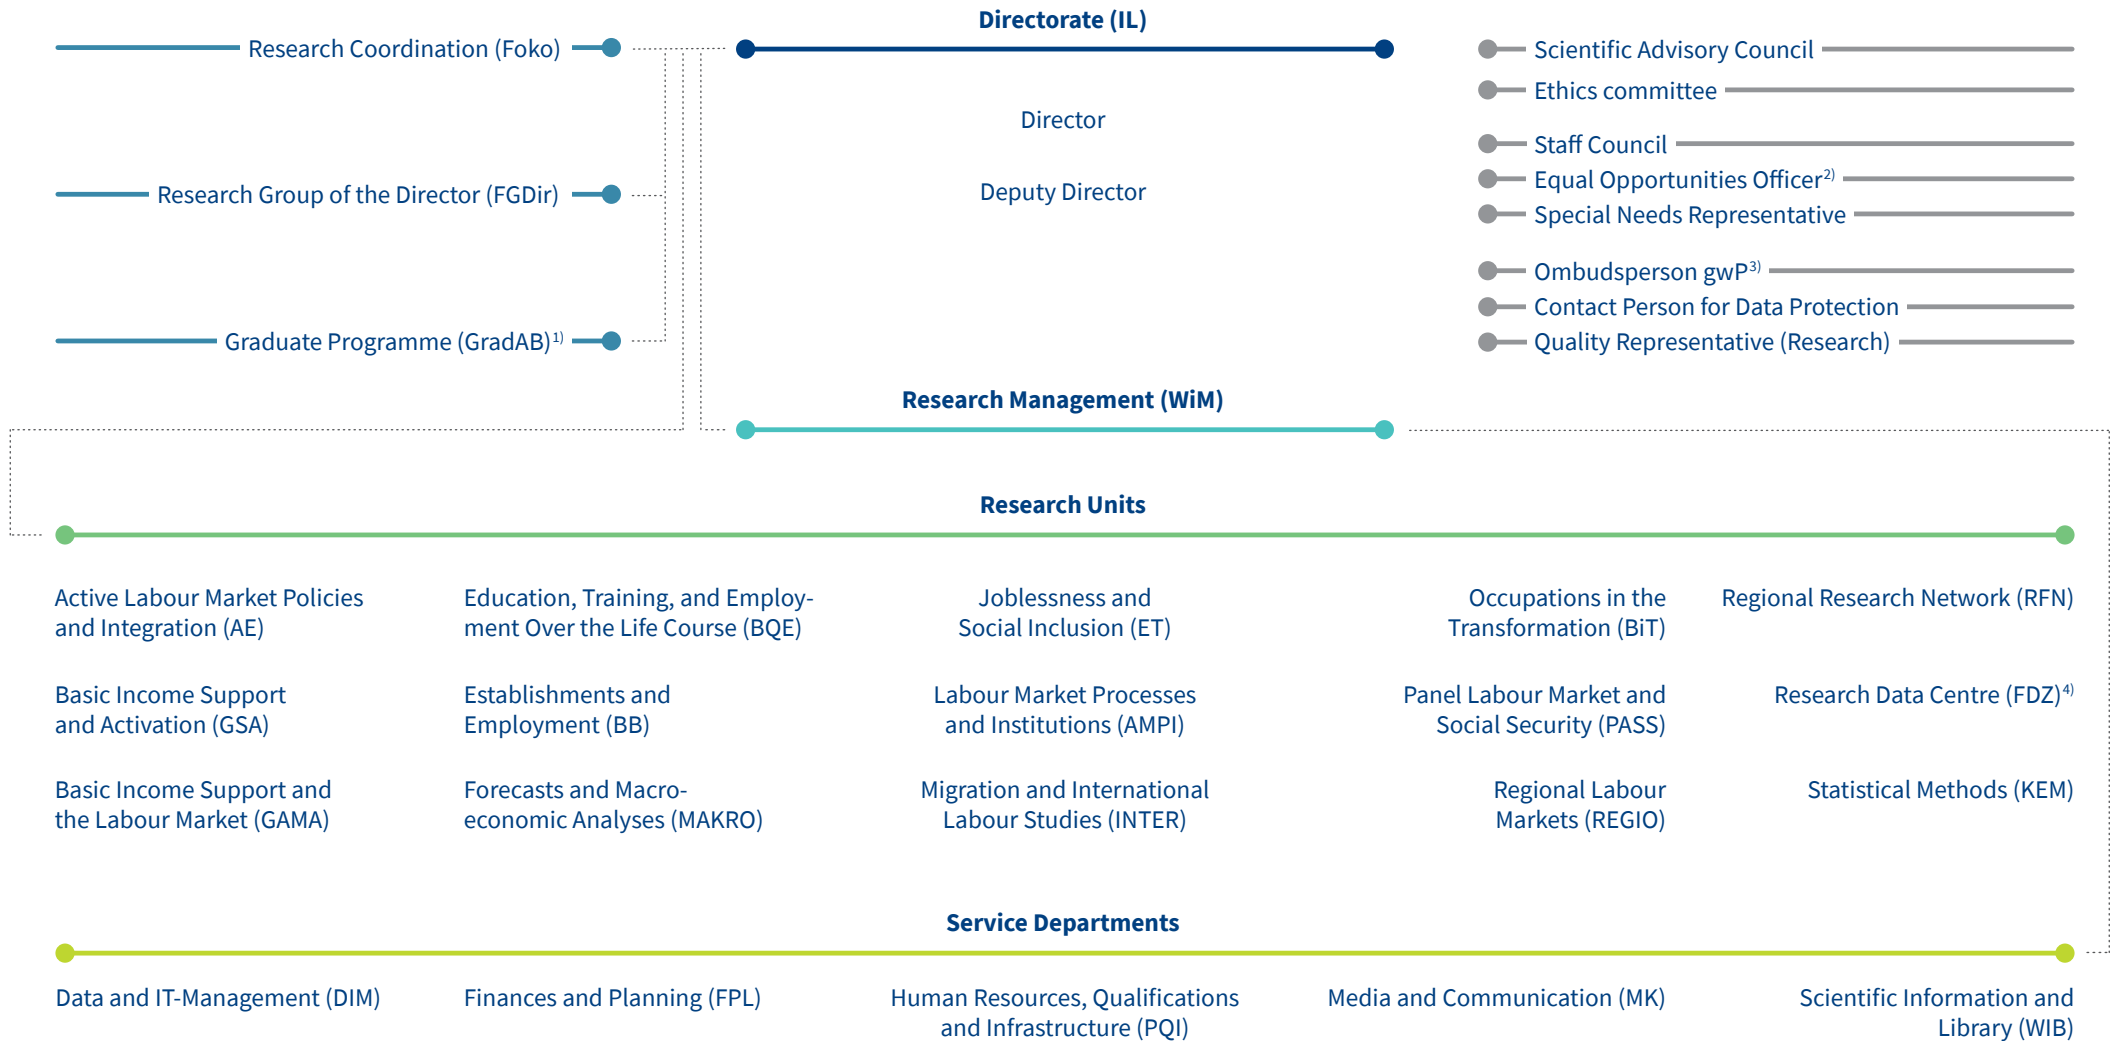 Directorate (IL)
Research Coordination (Foko)
Research Group of the Director (FGDir)
Graduate Programme (GradAB)1)
Director
Deputy Director
Scientific Advisory Council
Ethics committee
Staff Council
Equal Opportunities Officer2)
Special Needs Representative
Ombudsperson gwP3)
Contact Person for Data Protection
Quality Representative (Research)
Research Management (WiM)
Research Units
Active Labour Market Policies
and Integration (AE)
Education, Training, and Employ-
ment Over the Life Course (BQE)
Joblessness and
Social Inclusion (ET)
Occupations in the
Transformation (BiT)
Regional Research Network (RFN)
Basic Income Support
and Activation (GSA)
Establishments and
Employment (BB)
Labour Market Processes
and Institutions (AMPI)
Panel Labour Market and
Social Security (PASS)
Research Data Centre (FDZ)4)
Basic Income Support and
the Labour Market (GAMA)
Forecasts and Macro-
economic Analyses (MAKRO)
Migration and International
Labour Studies (INTER)
Regional Labour
Markets (REGIO)
Statistical Methods (KEM)
Service Departments
Data and IT-Management (DIM)
Finances and Planning (FPL)
Human Resources, Qualifications
and Infrastructure (PQI)
Media and Communication (MK)
Scientific Information and
Library (WIB)